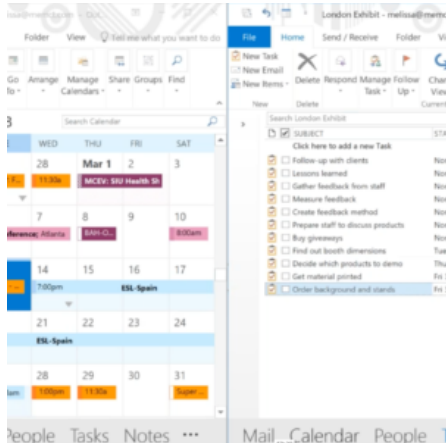 Folder View Tell me what you want to do
Go Arrange Manage Share Groups Find
Calendars
Search Calendar
WED THU FRI SAT
28 Mar 1 2 3
11:30a MCEV: SIU Health
7 8 9 10
Atlanta 8:00am
14 15 16 17
7:00pm ESL-Spain
21 22 23 24
ESL-Spain
28 29 30 31
1:00pm 11:30a Super
People Tasks Notes •••
London Exhibit - melissa@
File Home Send / Receive Folder
New Task
New Email
New Items
Delete Respond Manage Follow
Task Up View
New Delete
Search London Exhibit
SUBJECT
Click here to add a new Task
Follow-up with clients
Lessons learned
Gather feedback from staff
Measure feedback
Create feedback method
Prepare staff to discuss products
Buy giveaways
Find out booth dimensions
Decide which products to demo
Get material printed
Order background and stands
Mail Calendar People